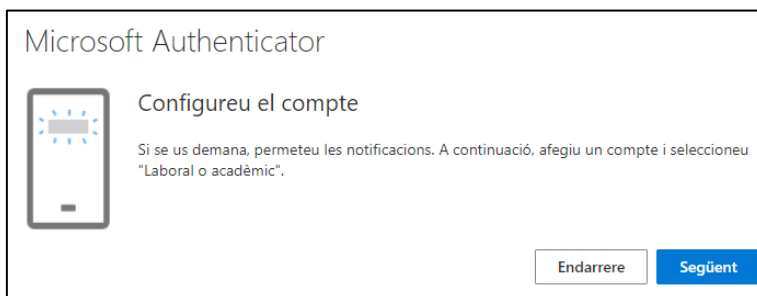 Microsoft Authenticator
Configureu el compte
Si se us demana, permeteu les notificacions. A continuació, afegiu un compte i seleccioneu
"Laboral o acadèmic".
Endarrere
Següent